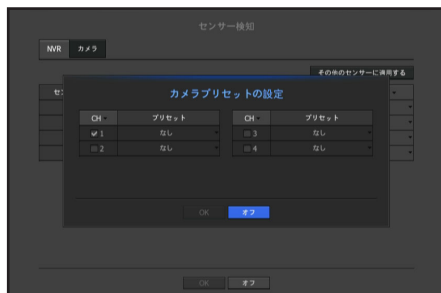 センサー検知
NVR カメラ
その他のセンサーに適用する
セ
カメラプリセットの設定
CH プリセット CH プリセット
1 なし 3 なし
2 なし 4 なし
OK オフ
OK オフ